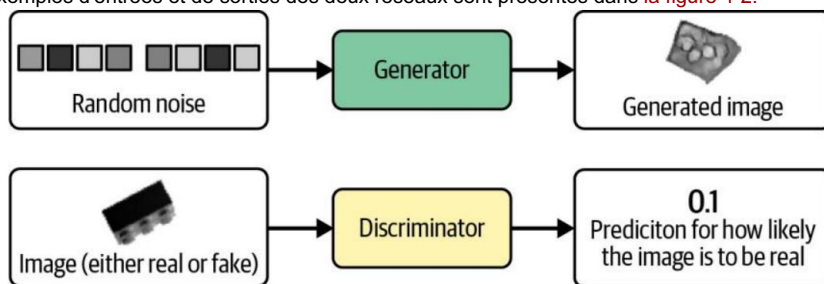 exemples d'entrées et de sorties des deux réseaux sont présentés dans la figure 1-2.
Random noise
Generator
Generated image
Image (either real or fake)
Discriminator
0.1
Prediciton for how likely
the image is to be real